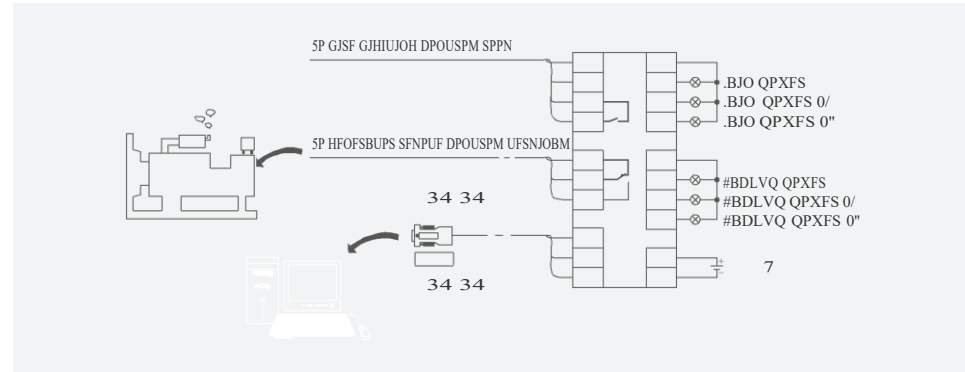 5P GJSF GJHIUJOH DPOUSPM SPPN
.BJO QPXFS
.BJO QPXFS 0/
.BJO QPXFS 0"
5P HFOFSBUPS SFNPUF DPOUSPM UFSNJOBM
#BDLVQ QPXFS
#BDLVQ QPXFS 0/
#BDLVQ QPXFS 0"
34 34
34 34
+
7